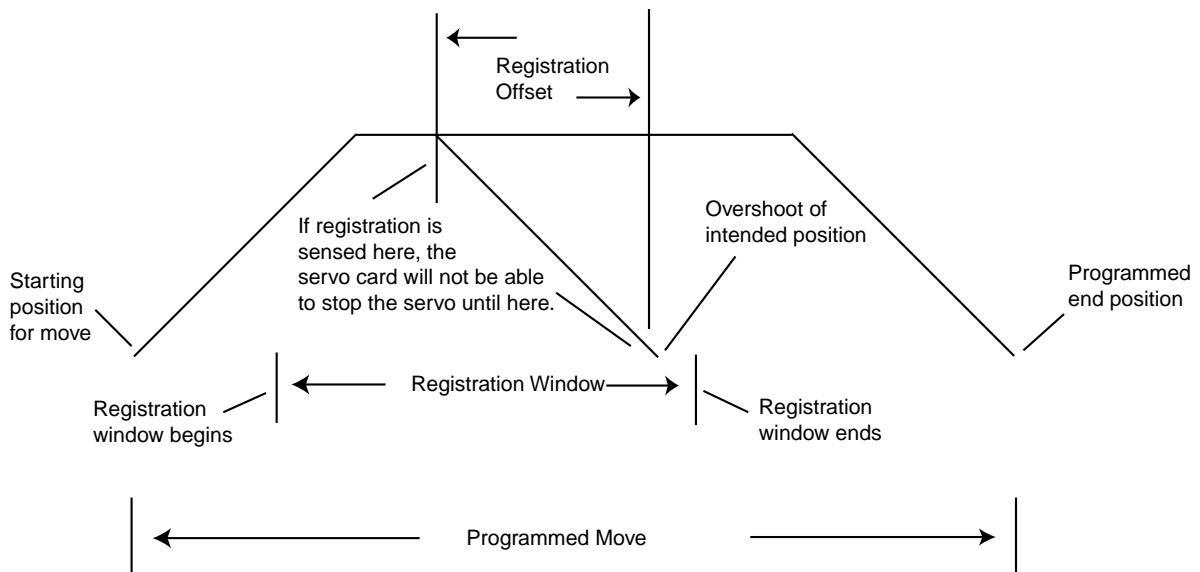 Registration
Offset
If registration is
sensed here, the
servo card will not be able
to stop the servo until here.
Overshoot of
intended position
Starting
position
for move
Programmed
end position
Registration Window
Registration
window begins
Registration
window ends
Programmed Move